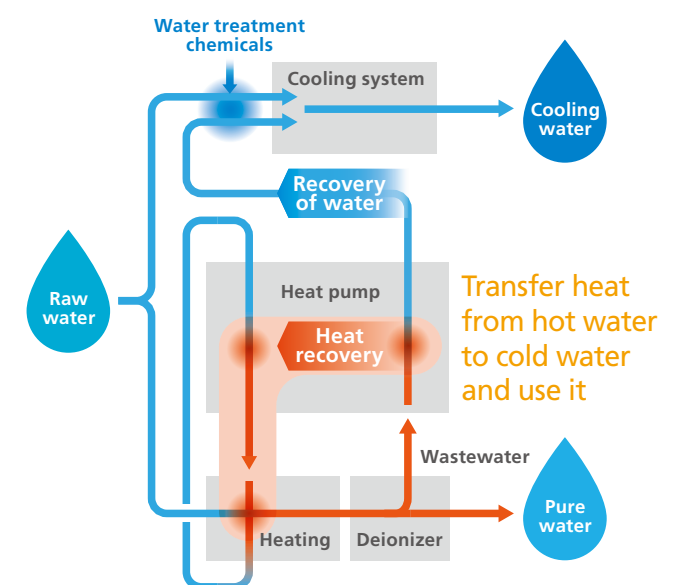 Water treatment
chemicals
Cooling system
Cooling
water
Recovery
of water
Raw
water
Heat pump
Heat
recovery
Transfer heat
from hot water
to cold water
and use it
Wastewater
Heating
Deionizer
Pure
water